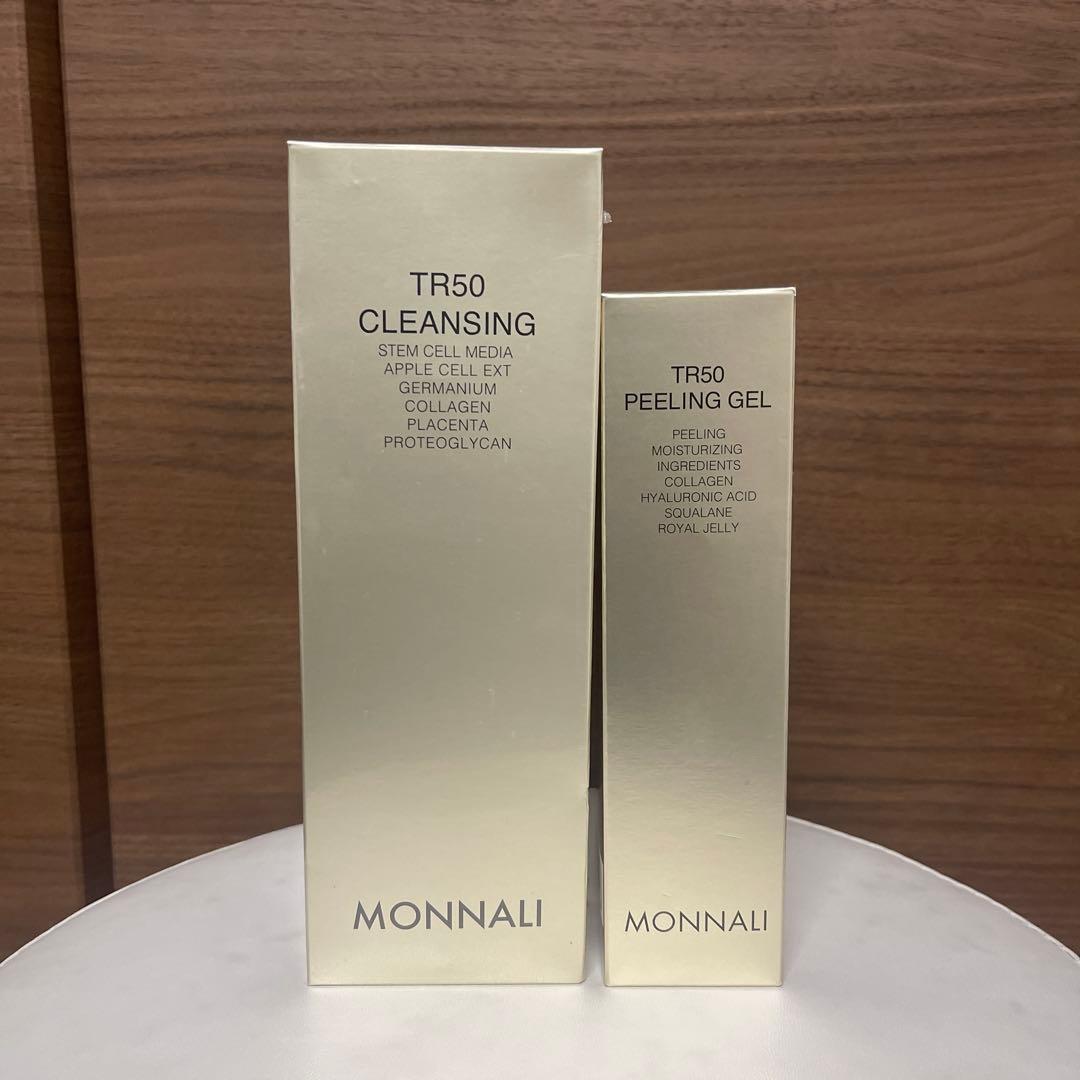 TR50
CLEANSING
STEM CELL MEDIA
APPLE CELL EXT
GERMANIUM
COLLAGEN
PLACENTA
PROTEOGLYCAN
MONNALI
TR50
PEELING GEL
PEELING
MOISTURIZING
INGREDIENTS
COLLAGEN
HYALURONIC ACID
SQUALANE
ROYAL JELLY
MONNALI